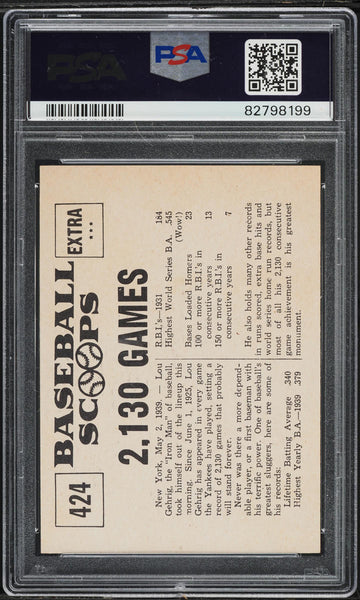 PSA
PSA
82798199
424
BASEBALL
SCOOPS
EXTRA
***
2,130 GAMES
New York, May 2, 1939 — Lou
Gehrig, the "Iron Man" of baseball,
took himself out of the lineup this
morning. Since June 1, 1925, Lou
Gehrig has appeared in every game
the Yankees have played, setting a
record of 2,130 games that probably
will stand forever.
Never was there a more depend-
able player, or a first baseman with
his terrific power. One of baseball's
greatest sluggers, here are some of
his records:
Lifetime Batting Average .340
Highest Yearly B.A.—1939 .379
R.B.I.'s—1931 184
Highest World Series B.A. .545
(Wow!)
Bases Loaded Homers 23
100 or more R.B.I.'s in
consecutive years 13
150 or more R.B.I.'s in
consecutive years 7
He also holds many other records
in runs scored, extra base hits and
world series home run records, but
most of all his 2,130 consecutive
game achievement is his greatest
monument.